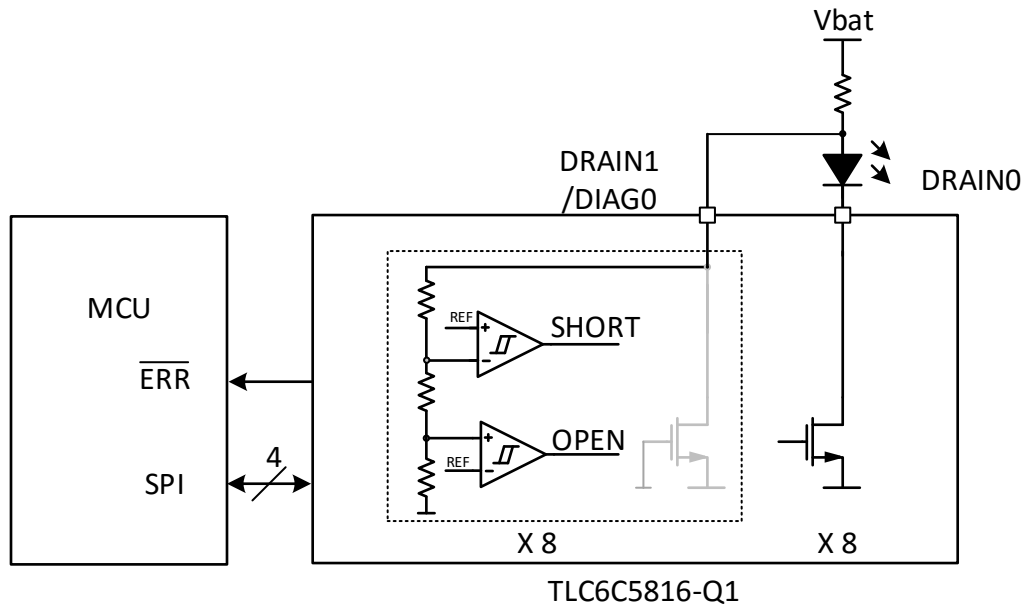 Vbat
DRAIN1
/DIAG0
DRAIN0
MCU
REF
+
SHORT
-
ERR
+
OPEN
REF
-
4
SPI
X 8
X 8
TLC6C5816-Q1